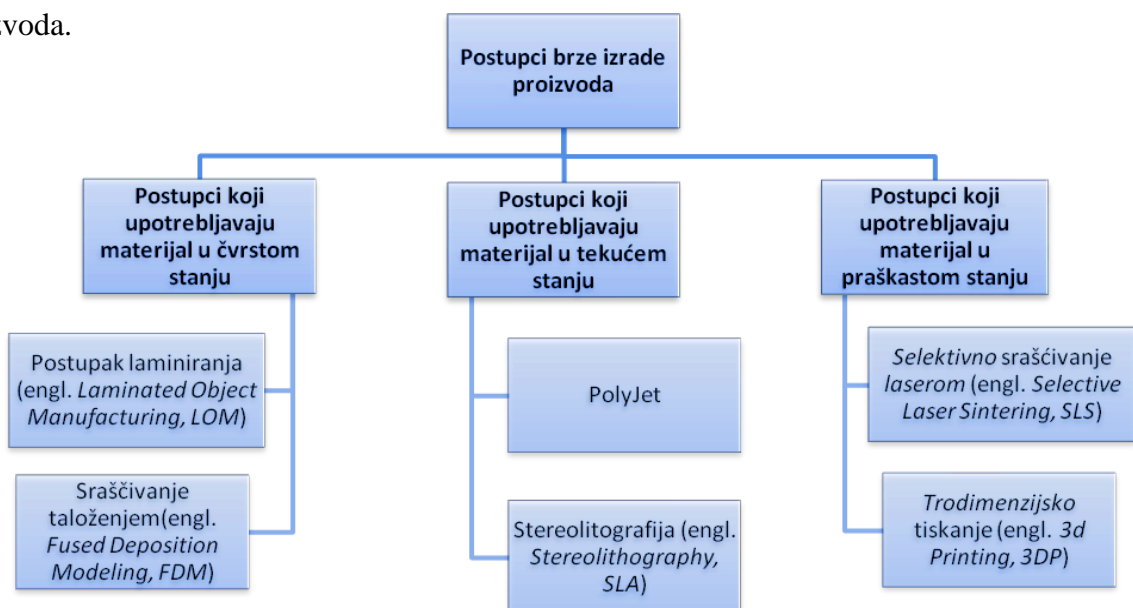 zvoda.
Postupci brze izrade
proizvoda
Postupci koji
upotrebljavaju
materijal u čvrstom
stanju
Postupak laminiranja
(engl. Laminated Object
Manufacturing, LOM)
Sraščivanje
taloženjem(engl.
Fused Deposition
Modeling, FDM)
Postupci koji
upotrebljavaju
materijal u tekućem
stanju
PolyJet
Stereolitografija (engl.
Stereolithography,
SLA)
Postupci koji
upotrebljavaju
materijal u
praškastom stanju
Selektivno srašćivanje
laserom (engl. Selective
Laser Sintering, SLS)
Trodimenzijsko
tiskanje (engl. 3d
Printing, 3DP)